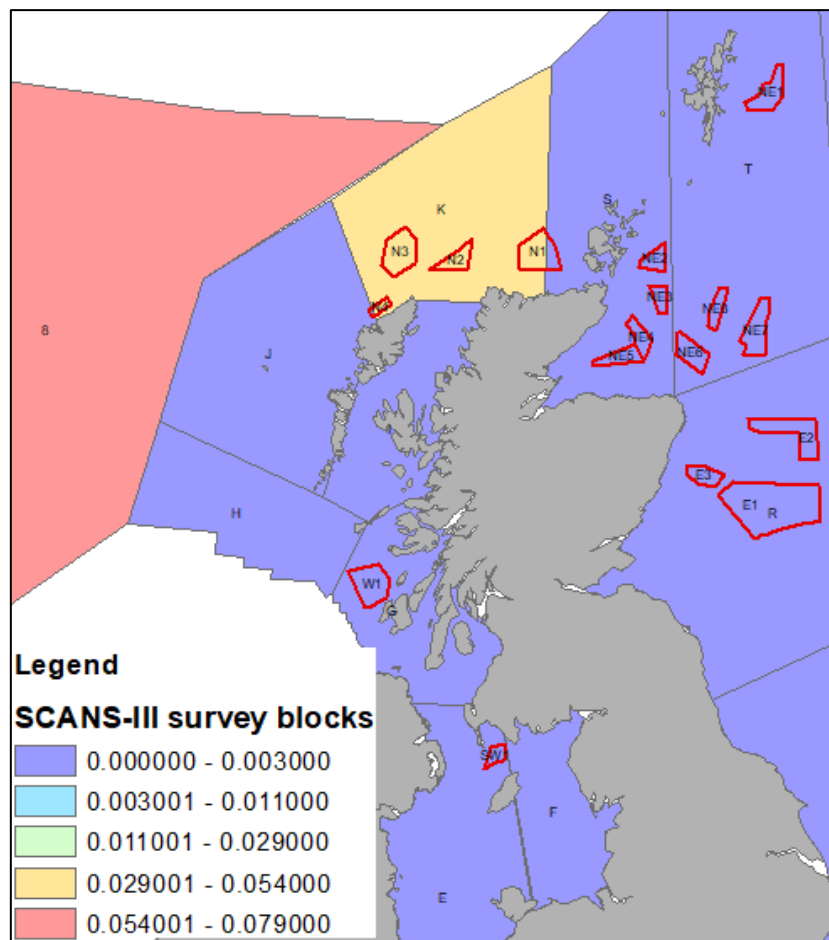 NE1
T
S
K
N3
N2
N1
NE2
NE3
N4
8
NE8
NE7
J
NE4
NE5
NE6
I
E2
E3
E1
R
H
W1
G
SW1
F
E
Legend
SCANS-III survey blocks
0.000000 - 0.003000
0.003001 - 0.011000
0.011001 - 0.029000
0.029001 - 0.054000
0.054001 - 0.079000